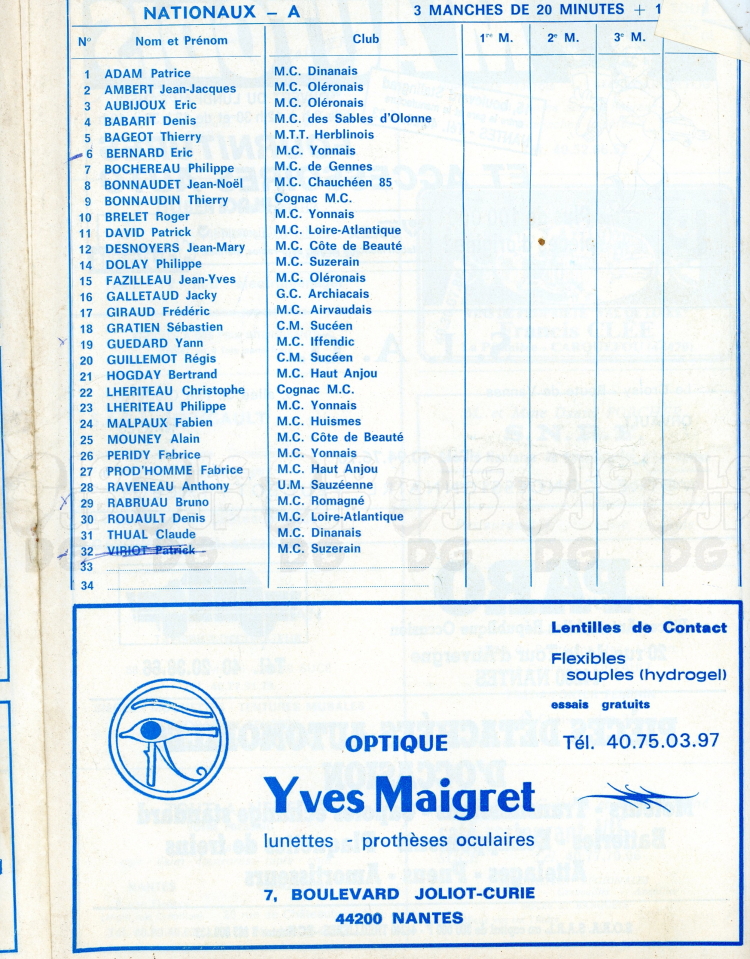 NATIONAUX – A 3 MANCHES DE 20 MINUTES + 1
N° Nom et Prénom Club 1re M. 2e M. 3e M.
1 ADAM Patrice M.C. Dinanais
2 AMBERT Jean-Jacques M.C. Oléronais
3 AUBIJOUX Eric M.C. Oléronais
4 BABARIT Denis M.C. des Sables d'Olonne
5 BAGEOT Thierry M.T.T. Herblinois
6 BERNARD Eric M.C. Yonnais
7 BOCHEREAU Philippe M.C. de Gennes
8 BONNAUDET Jean-Noël M.C. Chauchéen 85
9 BONNAUDIN Thierry Cognac M.C.
10 BRELET Roger M.C. Yonnais
11 DAVID Patrick M.C. Loire-Atlantique
12 DESNOYERS Jean-Mary M.C. Côte de Beauté
14 DOLAY Philippe M.C. Suzerain
15 FAZILLEAU Jean-Yves M.C. Oléronais
16 GALLETAUD Jacky G.C. Archiacais
17 GIRAUD Frédéric M.C. Airvaudais
18 GRATIEN Sébastien C.M. Sucéen
19 GUEDARD Yann M.C. Iffendic
20 GUILLEMOT Régis C.M. Sucéen
21 HOGDAY Bertrand M.C. Haut Anjou
22 LHERITEAU Christophe Cognac M.C.
23 LHERITEAU Philippe M.C. Yonnais
24 MALPAUX Fabien M.C. Huismes
25 MOUNEY Alain M.C. Côte de Beauté
26 PERIDY Fabrice M.C. Yonnais
27 PROD'HOMME Fabrice M.C. Haut Anjou
28 RAVENEAU Anthony U.M. Sauzéenne
29 RABRUAU Bruno M.C. Romagné
30 ROUAULT Denis M.C. Loire-Atlantique
31 THUAL Claude M.C. Dinanais
32 VIRIOT Patrick M.C. Suzerain
33
34
Lentilles de Contact
Flexibles
souples (hydrogel)
essais gratuits
OPTIQUE
Tél. 40.75.03.97
Yves Maigret
lunettes - prothèses oculaires
7, BOULEVARD JOLIOT-CURIE
44200 NANTES